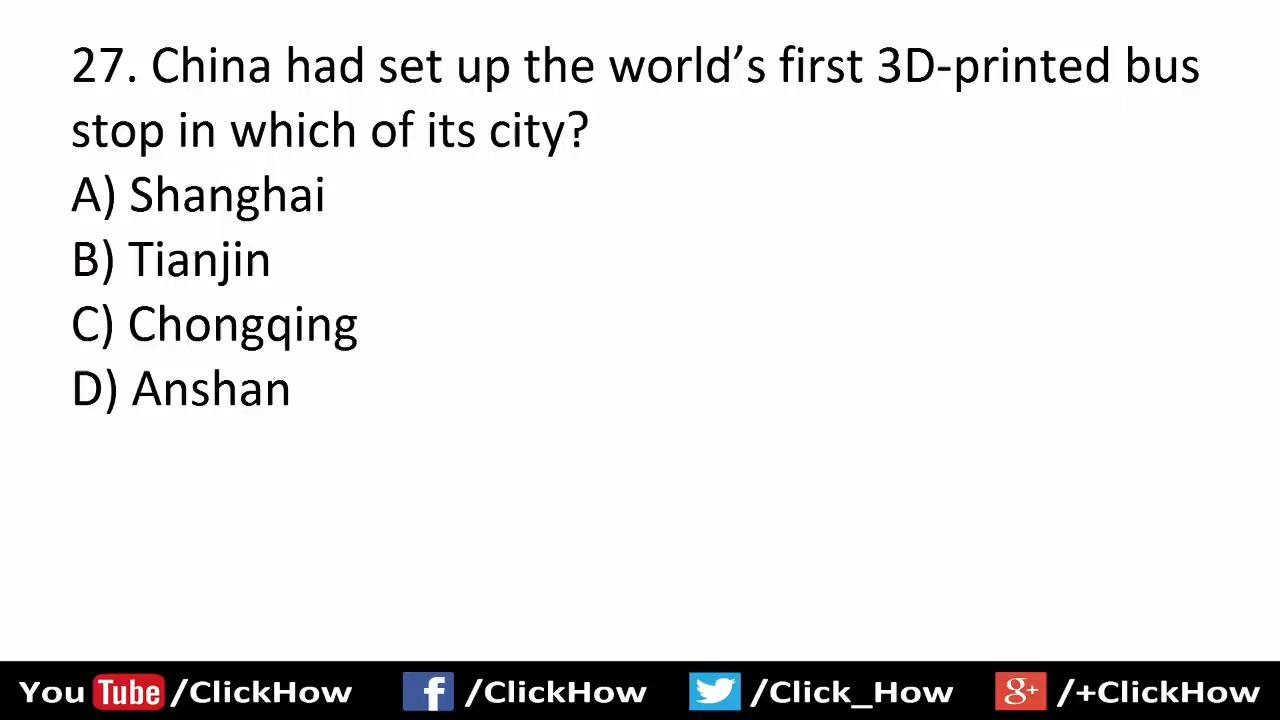 27. China had set up the world’s first 3D-printed bus
stop in which of its city?
A) Shanghai
B) Tianjin
C) Chongqing
D) Anshan
You Tube /ClickHow f /ClickHow /Click_How g+ /+ClickHow